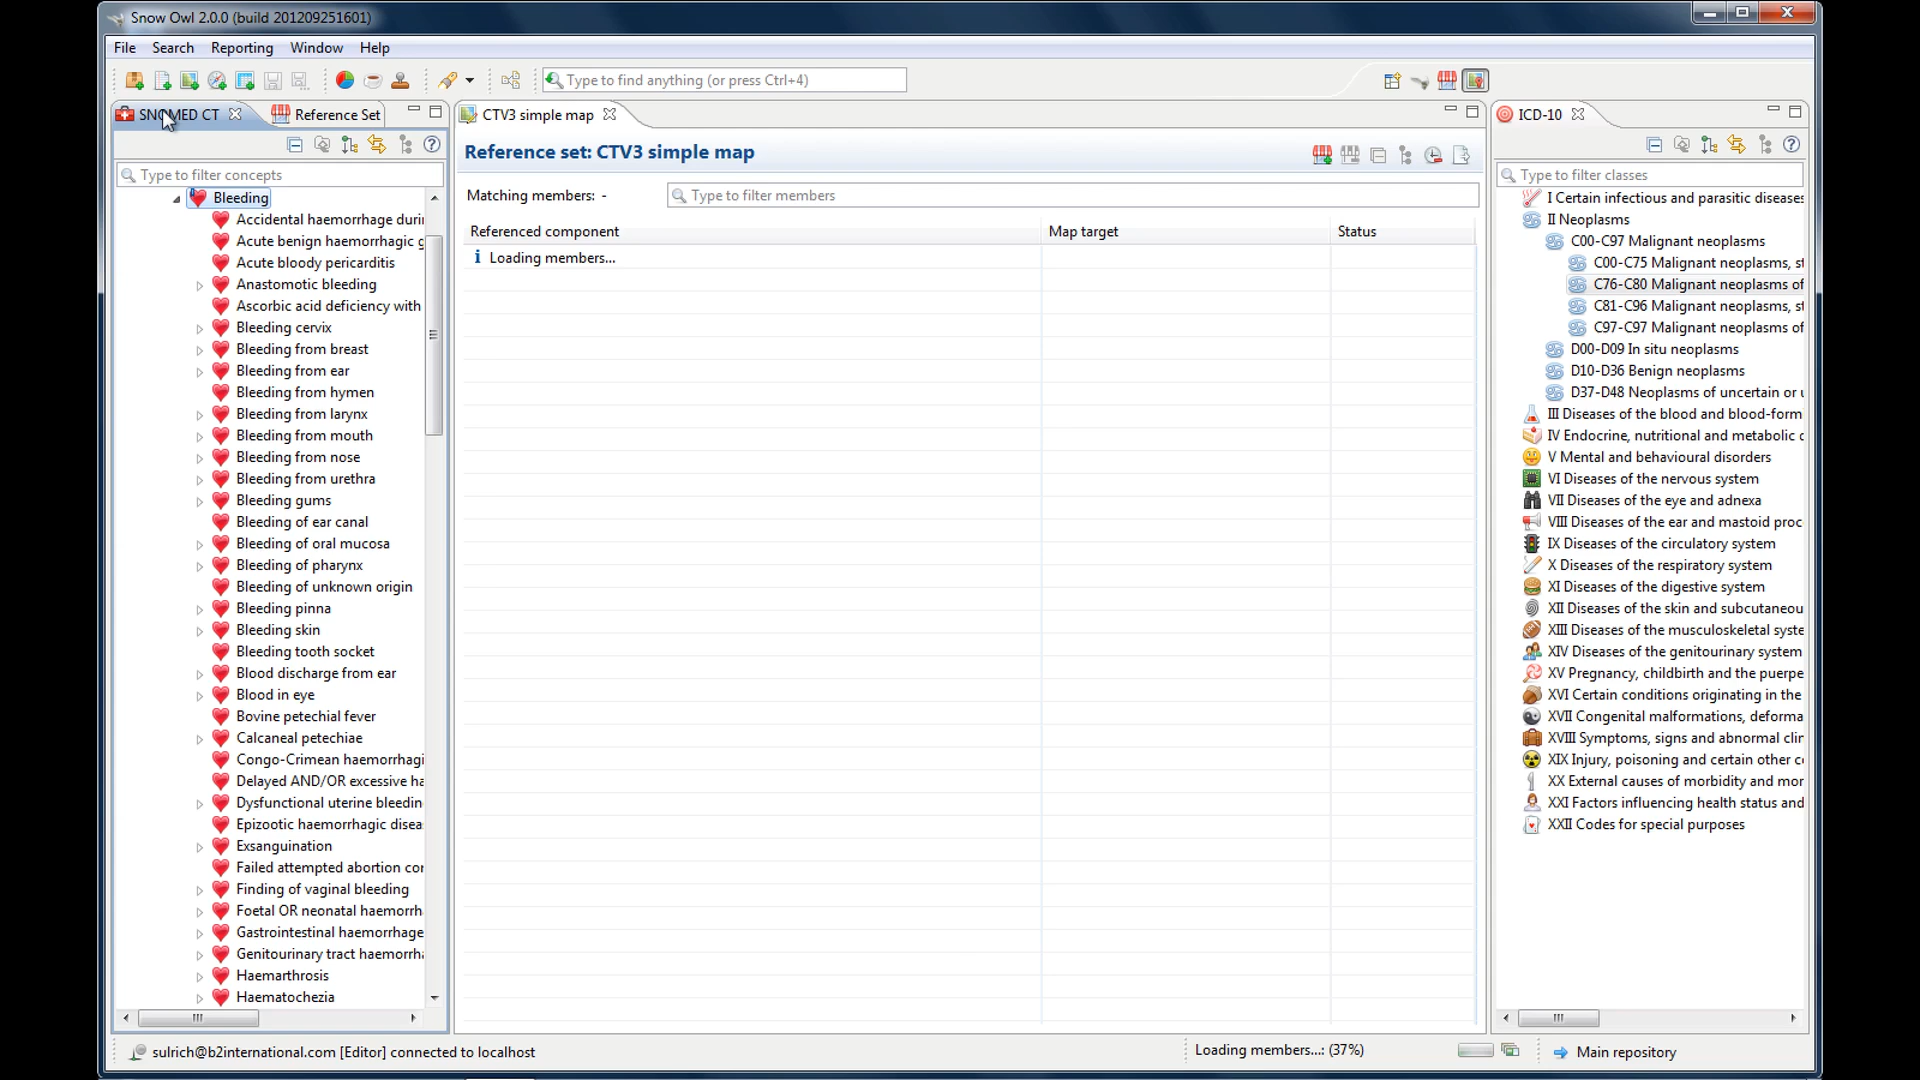 Snow Owl 2.0.0 (build 201209251601)
File Search Reporting Window Help
Type to find anything (or press Ctrl+4)
SNOMED CT
Reference Set
Type to filter concepts
Bleeding
Accidental haemorrhage duri
Acute benign haemorrhagic g
Acute bloody pericarditis
Anastomotic bleeding
Ascorbic acid deficiency with
Bleeding cervix
Bleeding from breast
Bleeding from ear
Bleeding from hymen
Bleeding from larynx
Bleeding from mouth
Bleeding from nose
Bleeding from urethra
Bleeding gums
Bleeding of ear canal
Bleeding of oral mucosa
Bleeding of pharynx
Bleeding of unknown origin
Bleeding pinna
Bleeding skin
Bleeding tooth socket
Blood discharge from ear
Blood in eye
Bovine petechial fever
Calcaneal petechiae
Congo-Crimean haemorrhagi
Delayed AND/OR excessive ha
Dysfunctional uterine bleedin
Epizootic haemorrhagic disea
Exsanguination
Failed attempted abortion cor
Finding of vaginal bleeding
Foetal OR neonatal haemorrh
Gastrointestinal haemorrhage
Genitourinary tract haemorrha
Haemarthrosis
Haematochezia
CTV3 simple map
Reference set: CTV3 simple map
Matching members: -
Type to filter members
Referenced component Map target Status
Loading members...
ICD-10
Type to filter classes
I Certain infectious and parasitic diseases
II Neoplasms
C00-C97 Malignant neoplasms
C00-C75 Malignant neoplasms, st
C76-C80 Malignant neoplasms of
C81-C96 Malignant neoplasms, st
C97-C97 Malignant neoplasms of
D00-D09 In situ neoplasms
D10-D36 Benign neoplasms
D37-D48 Neoplasms of uncertain or u
III Diseases of the blood and blood-form
IV Endocrine, nutritional and metabolic d
V Mental and behavioural disorders
VI Diseases of the nervous system
VII Diseases of the eye and adnexa
VIII Diseases of the ear and mastoid proc
IX Diseases of the circulatory system
X Diseases of the respiratory system
XI Diseases of the digestive system
XII Diseases of the skin and subcutaneou
XIII Diseases of the musculoskeletal syste
XIV Diseases of the genitourinary system
XV Pregnancy, childbirth and the puerpe
XVI Certain conditions originating in the
XVII Congenital malformations, deforma
XVIII Symptoms, signs and abnormal clin
XIX Injury, poisoning and certain other co
XX External causes of morbidity and mor
XXI Factors influencing health status and
XXII Codes for special purposes
sulrich@b2international.com [Editor] connected to localhost
Loading members...: (37%)
Main repository